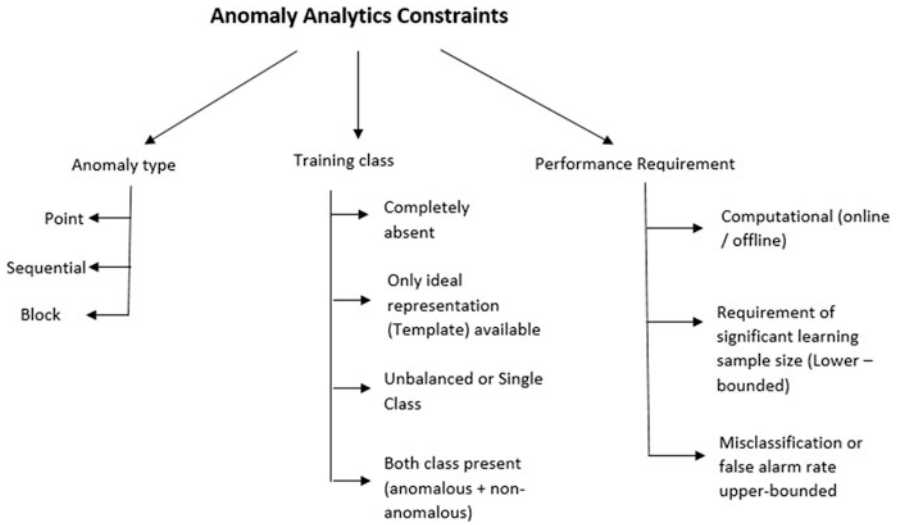 Anomaly Analytics Constraints
Anomaly type
Point
Sequential
Block
Training class
Completely
absent
Only ideal
representation
(Template) available
Unbalanced or Single
Class
Both class present
(anomalous + non-
anomalous)
Performance Requirement
Computational (online
/ offline)
Requirement of
significant learning
sample size (Lower –
bounded)
Misclassification or
false alarm rate
upper-bounded